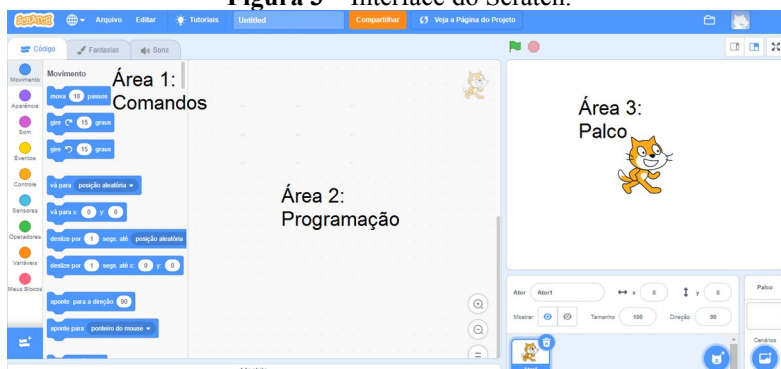 Figura 3 – Interface do Scratch.
SCRATCH Arquivo Editar Tutoriais Untitled Compartilhar Veja a Página do Projeto
Código Fantasias Sons
Movimento
Aparência
Som
Eventos
Controle
Sensores
Operadores
Variáveis
Meus Blocos
Movimento
mova 10 passos
gire 15 graus
gire 15 graus
vá para posição aleatória
vá para x: 0 y: 0
deslize por 1 segs. até posição aleatória
deslize por 1 segs. até x: 0 y: 0
aponte para a direção 90
aponte para ponteiro do mouse
Área 1:
Comandos
Área 2:
Programação
Área 3:
Palco
Ator Ator1 x 0 y 0
Mostrar Tamanho 100 Direção 90
Ator1
Palco
Cenários